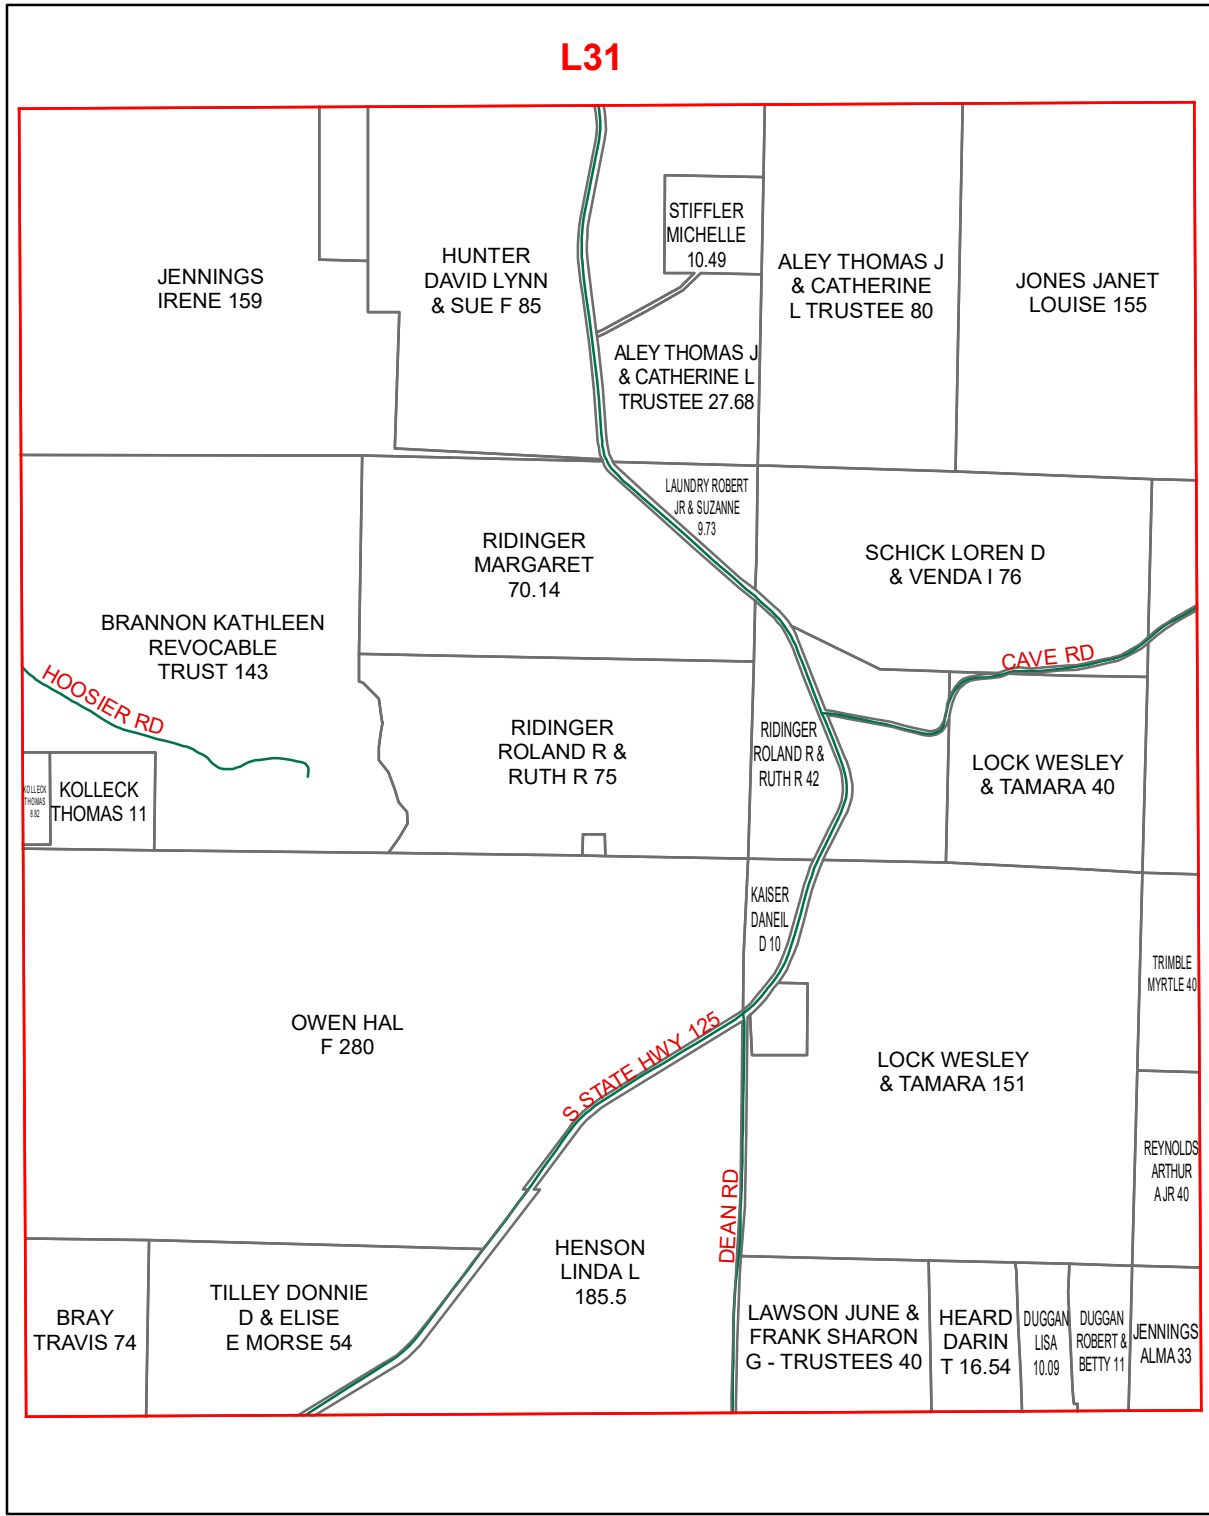 L31
JENNINGS
IRENE 159
HUNTER
DAVID LYNN
& SUE F 85
STIFFLER
MICHELLE
10.49
ALEY THOMAS J
& CATHERINE L
TRUSTEE 27.68
ALEY THOMAS J
& CATHERINE
L TRUSTEE 80
JONES JANET
LOUISE 155
LAUNDRY ROBERT
JR & SUZANNE
9.73
RIDINGER
MARGARET
70.14
SCHICK LOREN D
& VENDA I 76
BRANNON KATHLEEN
REVOCABLE
TRUST 143
HOOSIER RD
CAVE RD
RIDINGER
ROLAND R &
RUTH R 75
RIDINGER
ROLAND R &
RUTH R 42
LOCK WESLEY
& TAMARA 40
KOLLECK
THOMAS
8.82
KOLLECK
THOMAS 11
KAISER
DANEIL
D 10
TRIMBLE
MYRTLE 40
OWEN HAL
F 280
S STATE HWY 125
LOCK WESLEY
& TAMARA 151
REYNOLDS
ARTHUR
A JR 40
DEAN RD
HENSON
LINDA L
185.5
BRAY
TRAVIS 74
TILLEY DONNIE
D & ELISE
E MORSE 54
LAWSON JUNE &
FRANK SHARON
G - TRUSTEES 40
HEARD
DARIN
T 16.54
DUGGAN
LISA
10.09
DUGGAN
ROBERT &
BETTY 11
JENNINGS
ALMA 33